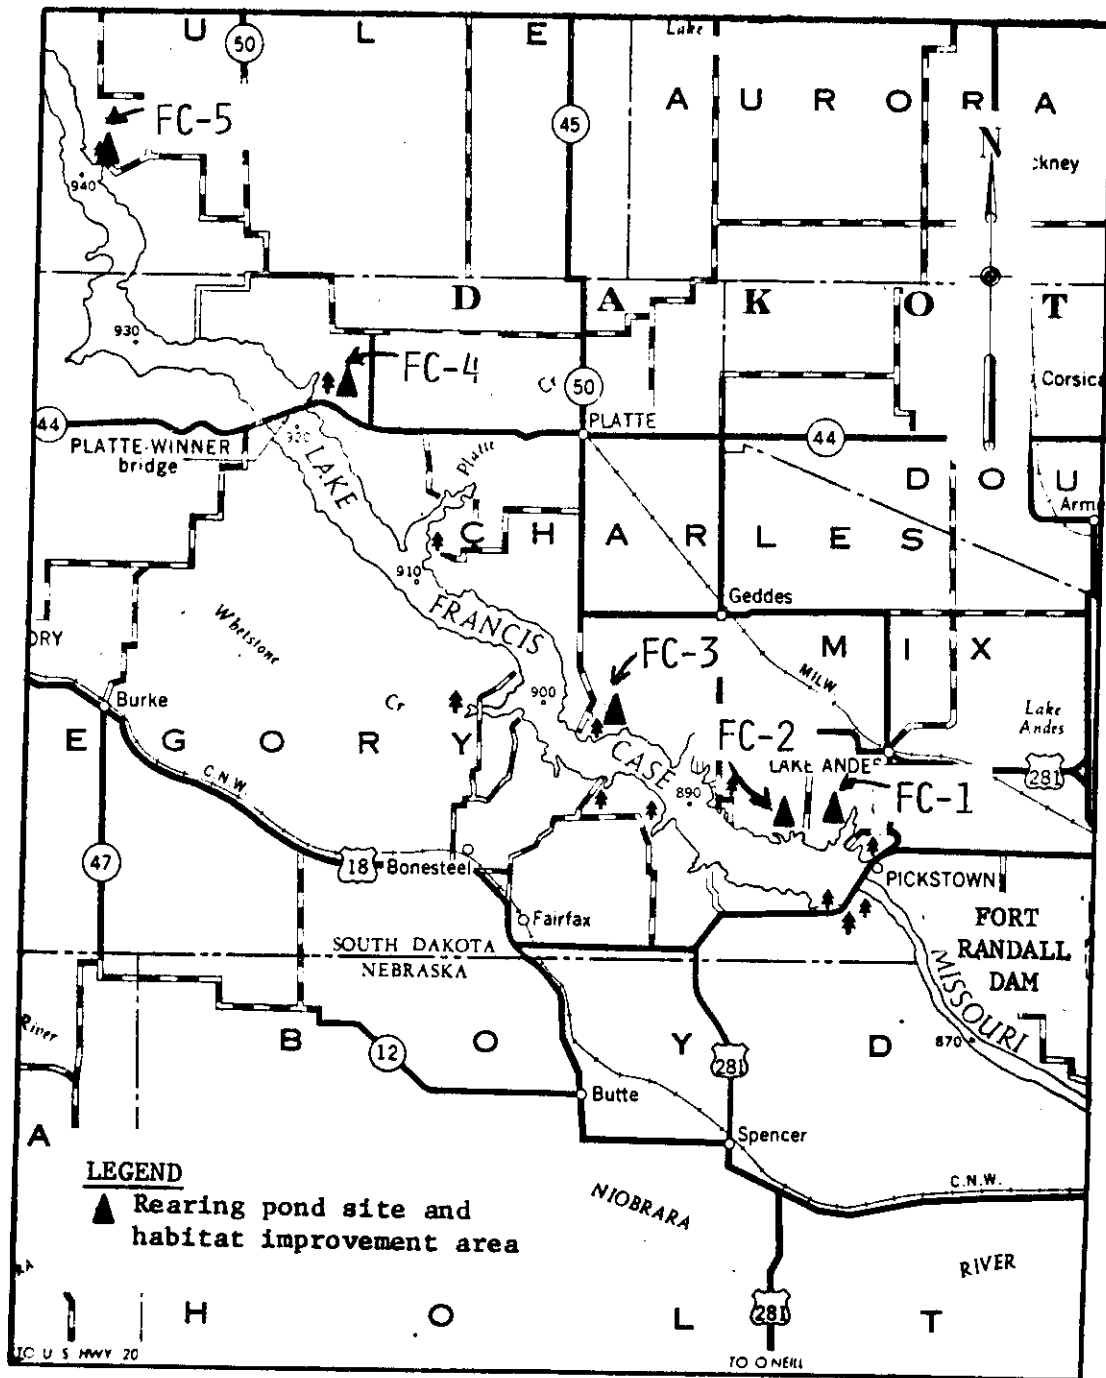 U L E
50
Lake
A U R O R A
FC-5
45
N
ckney
940
D A K O T
930
FC-4
Cr
50
Corsica
44
PLATTE
PLATTE-WINNER
bridge
920
44
LAKE
Platte
D O U
Arm
C H A R L E S
910
Geddes
FRANCIS
Whetstone
ORY
M I X
FC-3
MILW
900
Burke
Cr
Lake
Andes
E G O R Y
FC-2
CASE
LAKE ANDES
281
C.N.W.
890
FC-1
47
18
Bonesteel
PICKSTOWN
Fairfax
FORT
RANDALL
DAM
SOUTH DAKOTA
NEBRASKA
MISSOURI
River
B O Y D
12
281
870
Butte
A
Spencer
LEGEND
Rearing pond site and
habitat improvement area
C.N.W.
NIOBRARA
RIVER
RA
H O L T
281
TO U S HWY 20
TO O NEILL